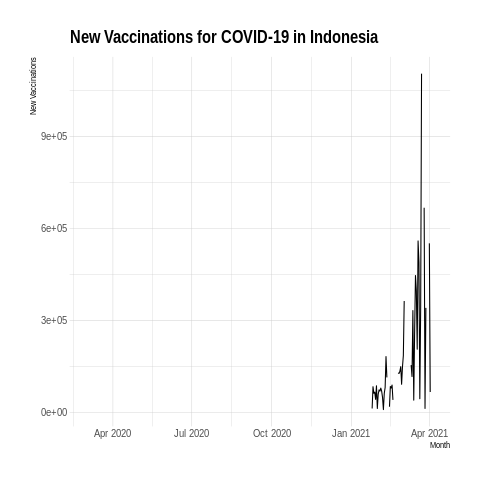 New Vaccinations for COVID-19 in Indonesia
New Vaccinations
9e+05
6e+05
3e+05
0e+00
Apr 2020 Jul 2020 Oct 2020 Jan 2021 Apr 2021
Month